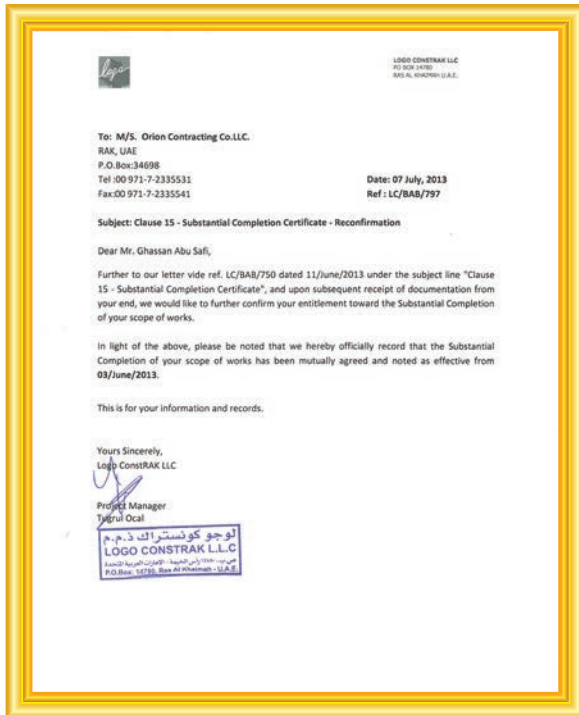 logo
LOGO CONSTRAK LLC
PO BOX 14780
RAS AL KHAIMAH U.A.E.
To: M/S. Orion Contracting Co.LLC.
RAK, UAE
P.O.Box:34698
Tel :00 971-7-2335531
Date: 07 July, 2013
Fax:00 971-7-2335541
Ref : LC/BAB/797
Subject: Clause 15 - Substantial Completion Certificate - Reconfirmation
Dear Mr. Ghassan Abu Safi,
Further to our letter vide ref. LC/BAB/750 dated 11/June/2013 under the subject line "Clause
15 - Substantial Completion Certificate", and upon subsequent receipt of documentation from
your end, we would like to further confirm your entitlement toward the Substantial Completion
of your scope of works.
In light of the above, please be noted that we hereby officially record that the Substantial
Completion of your scope of works has been mutually agreed and noted as effective from
03/June/2013.
This is for your information and records.
Yours Sincerely,
Logo ConstRAK LLC
Project Manager
Tugrul Ocal
لوجو كونستراك ذ.م.م
LOGO CONSTRAK L.L.C
ص.ب: ١٤٧٨٠ رأس الخيمة - الإمارات العربية المتحدة
P.O.Box: 14780, Ras Al Khaimah - U.A.E.